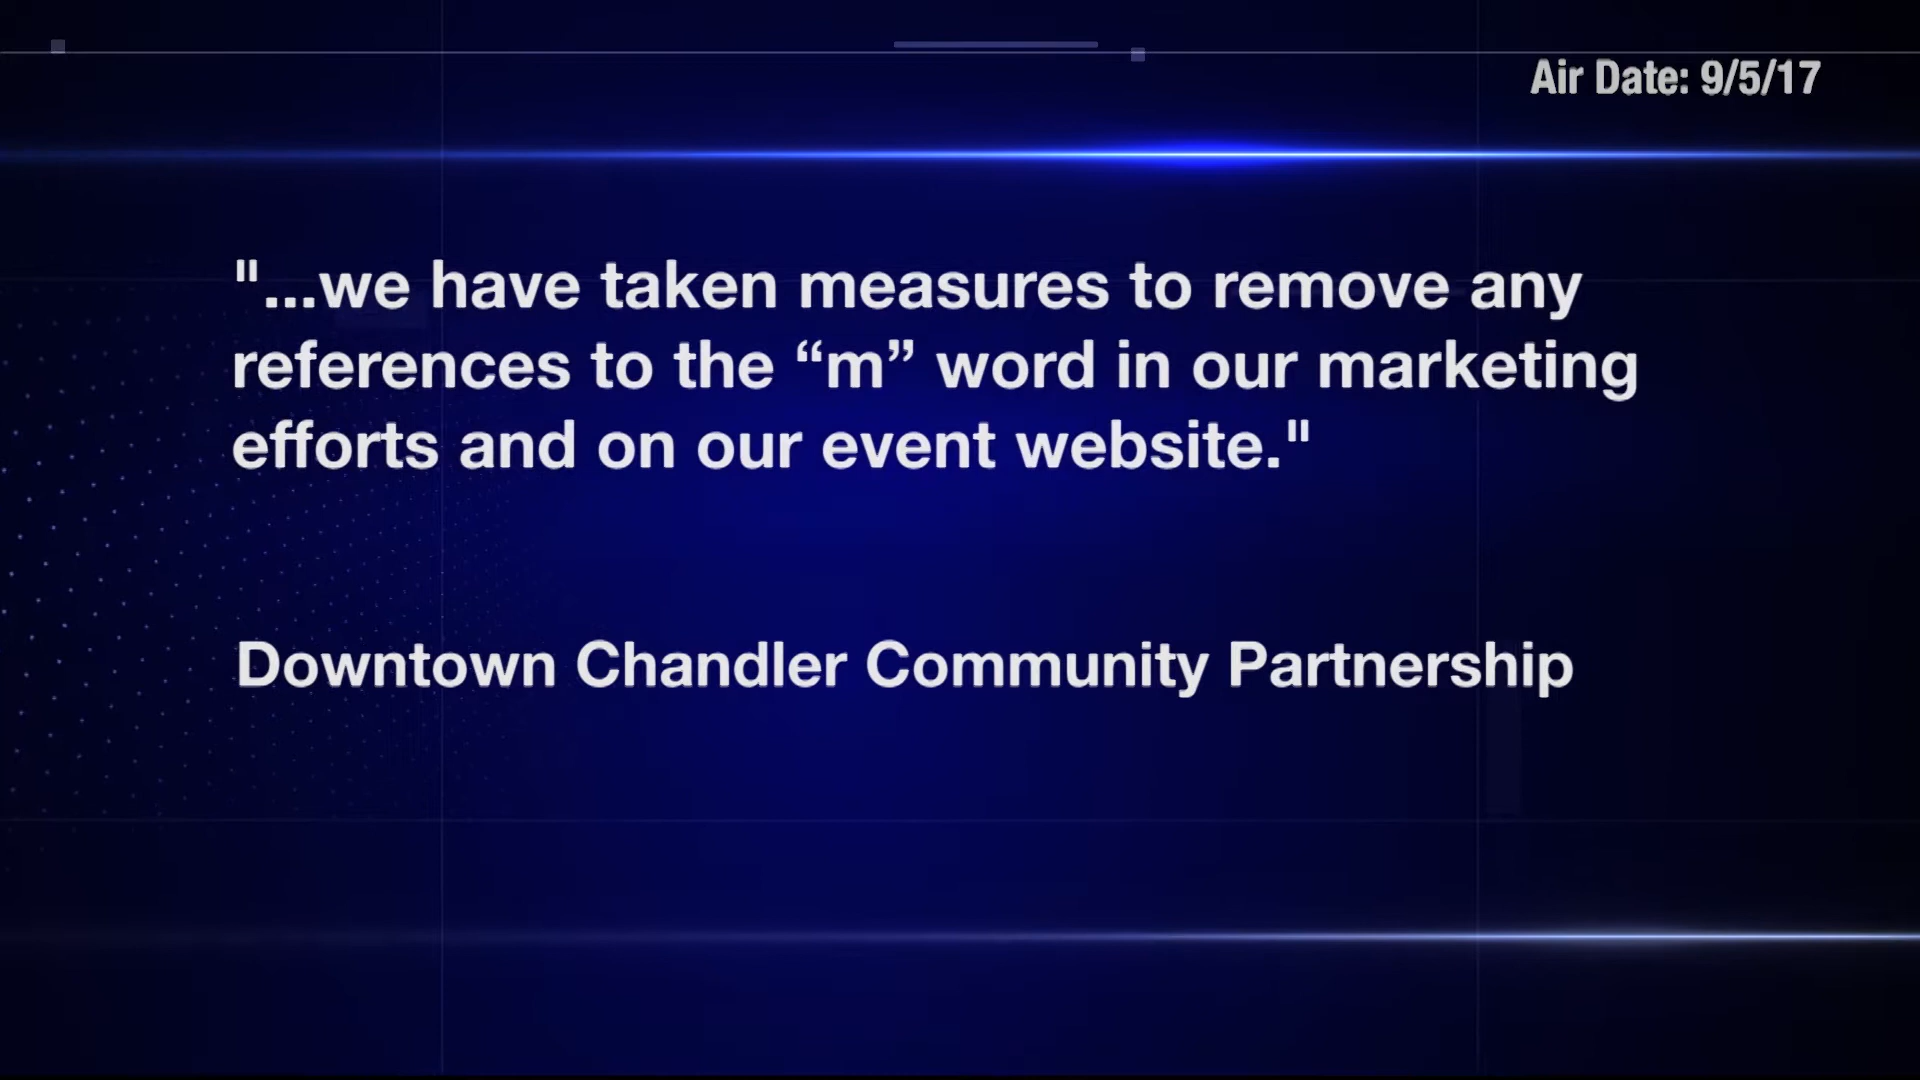 Air Date: 9/5/17
"...we have taken measures to remove any
references to the “m” word in our marketing
efforts and on our event website."
Downtown Chandler Community Partnership